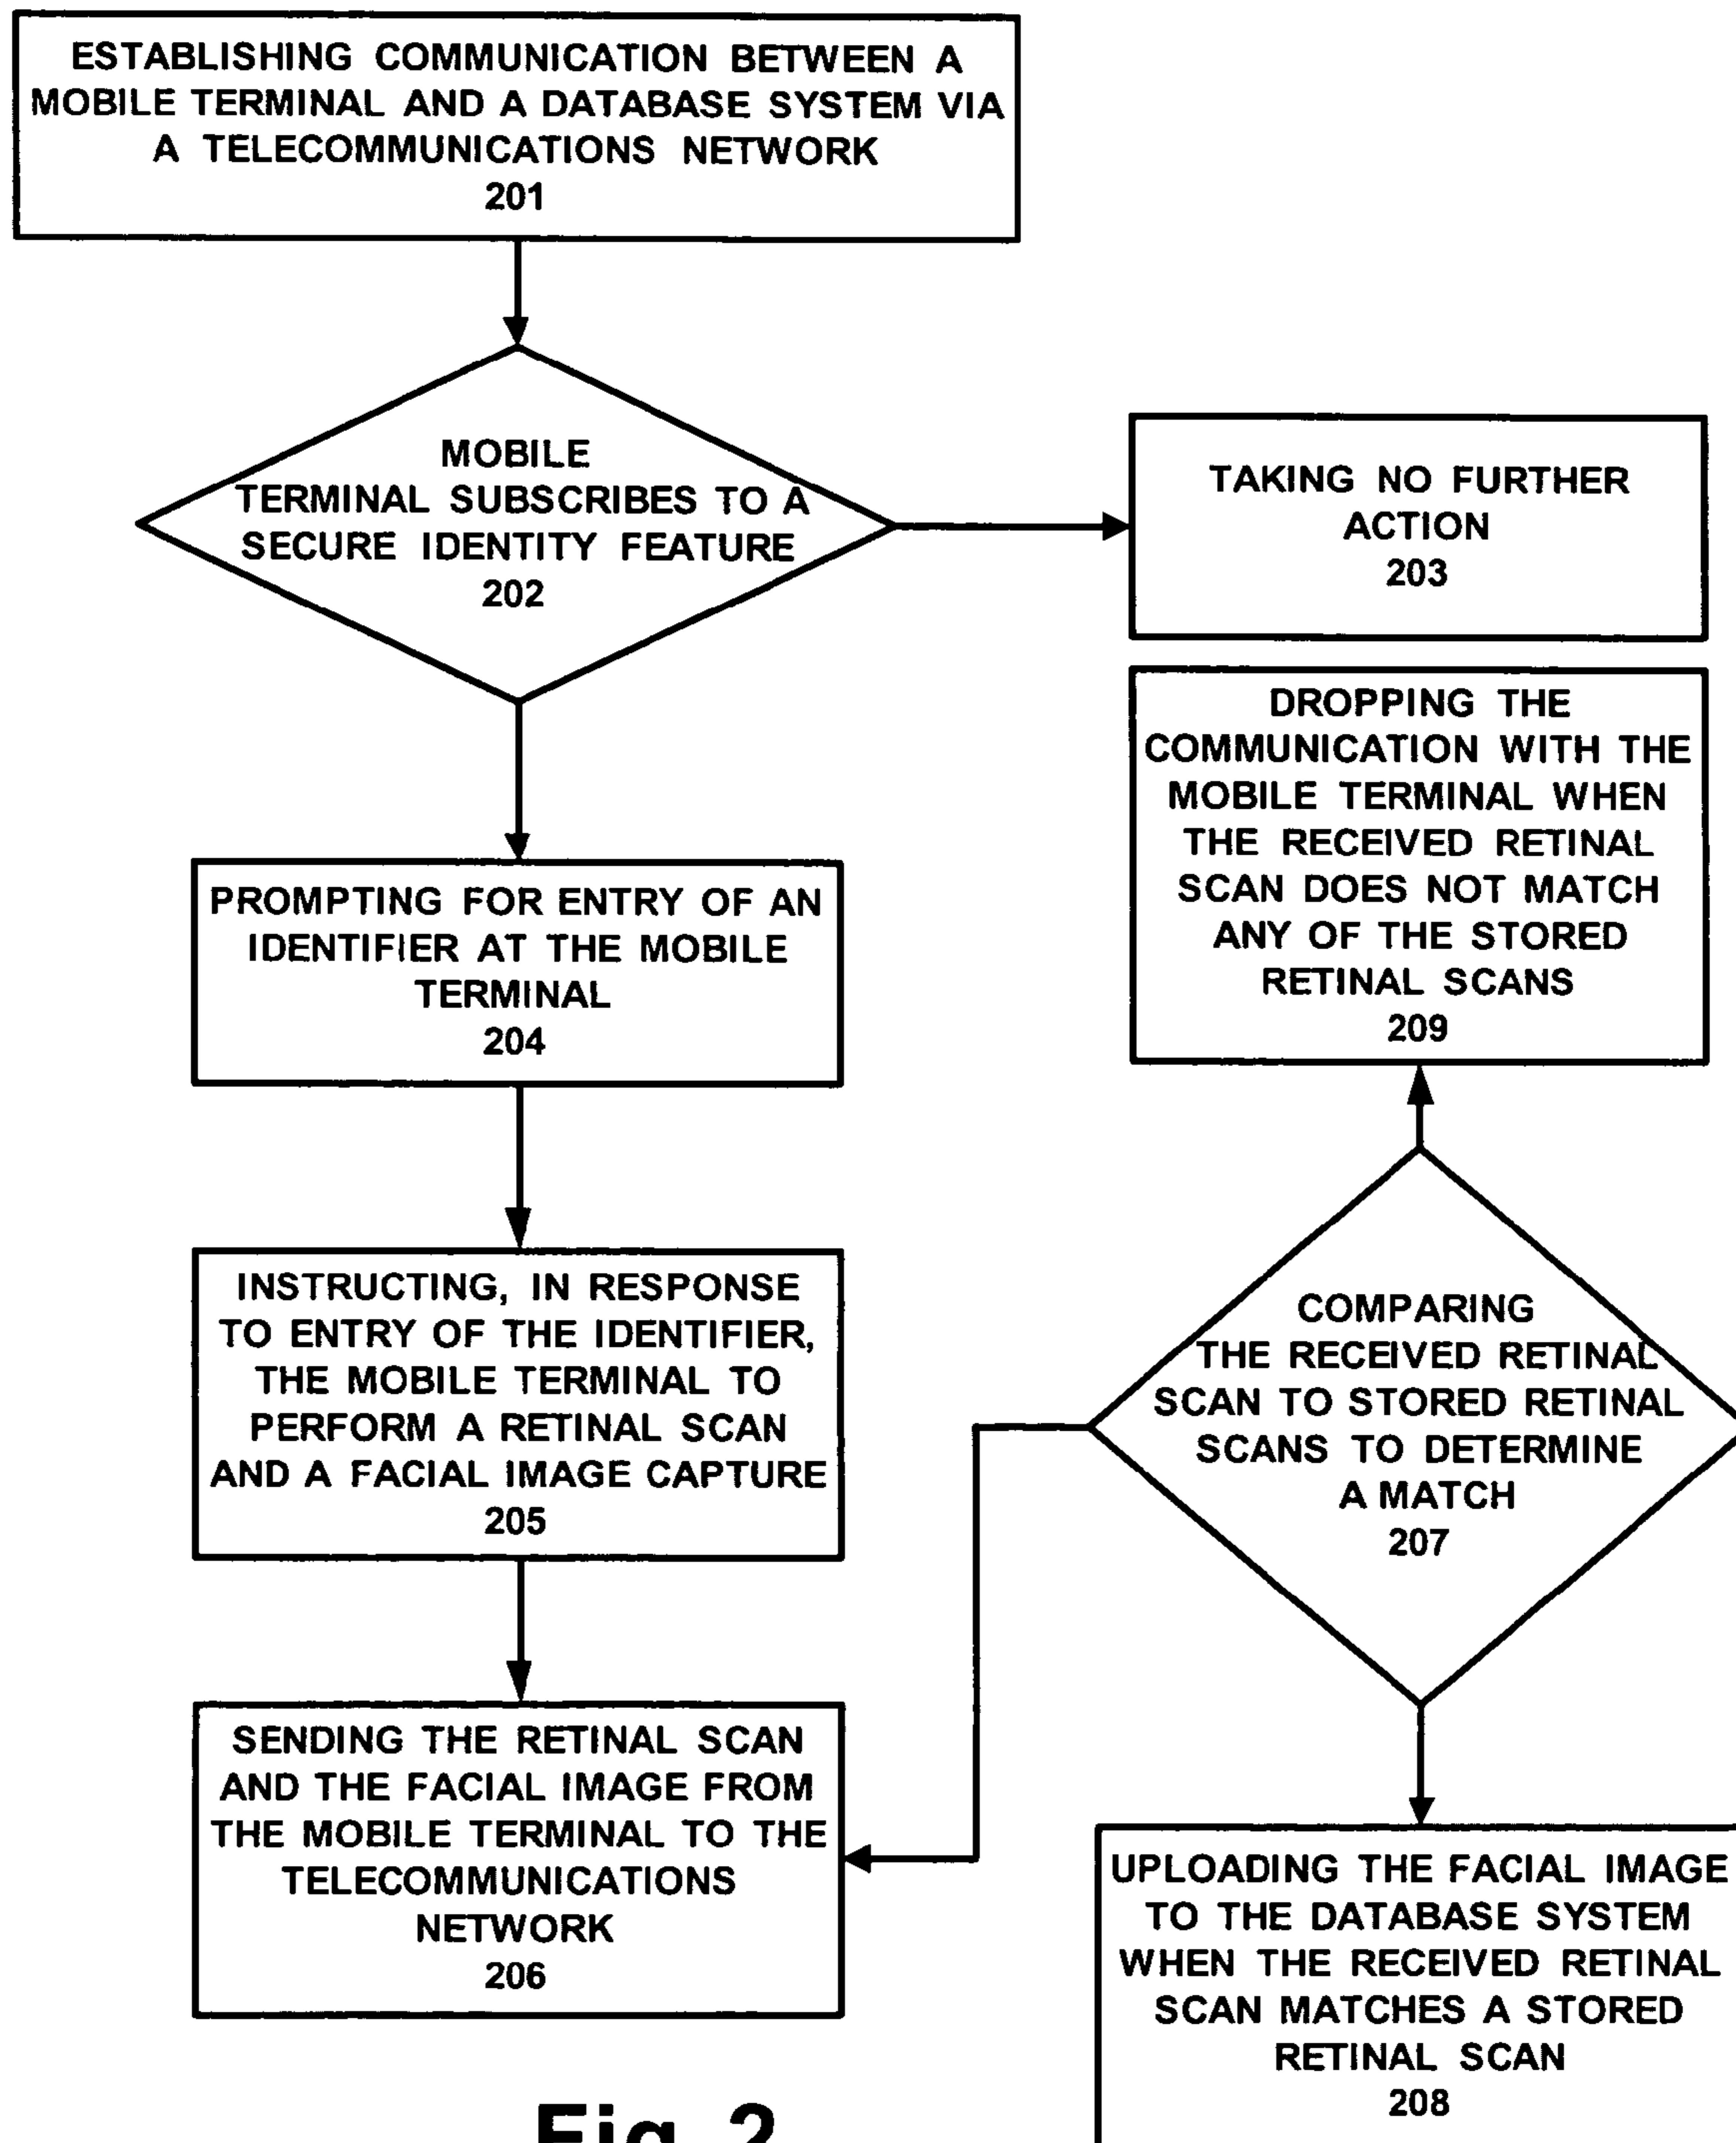 ESTABLISHING COMMUNICATION BETWEEN A
MOBILE TERMINAL AND A DATABASE SYSTEM VIA
A TELECOMMUNICATIONS NETWORK
201
MOBILE
TERMINAL SUBSCRIBES TO A
SECURE IDENTITY FEATURE
202
TAKING NO FURTHER
ACTION
203
PROMPTING FOR ENTRY OF AN
IDENTIFIER AT THE MOBILE
TERMINAL
204
INSTRUCTING, IN RESPONSE
TO ENTRY OF THE IDENTIFIER,
THE MOBILE TERMINAL TO
PERFORM A RETINAL SCAN
AND A FACIAL IMAGE CAPTURE
205
SENDING THE RETINAL SCAN
AND THE FACIAL IMAGE FROM
THE MOBILE TERMINAL TO THE
TELECOMMUNICATIONS
NETWORK
206
DROPPING THE
COMMUNICATION WITH THE
MOBILE TERMINAL WHEN
THE RECEIVED RETINAL
SCAN DOES NOT MATCH
ANY OF THE STORED
RETINAL SCANS
209
COMPARING
THE RECEIVED RETINAL
SCAN TO STORED RETINAL
SCANS TO DETERMINE
A MATCH
207
UPLOADING THE FACIAL IMAGE
TO THE DATABASE SYSTEM
WHEN THE RECEIVED RETINAL
SCAN MATCHES A STORED
RETINAL SCAN
208
Fig. 2